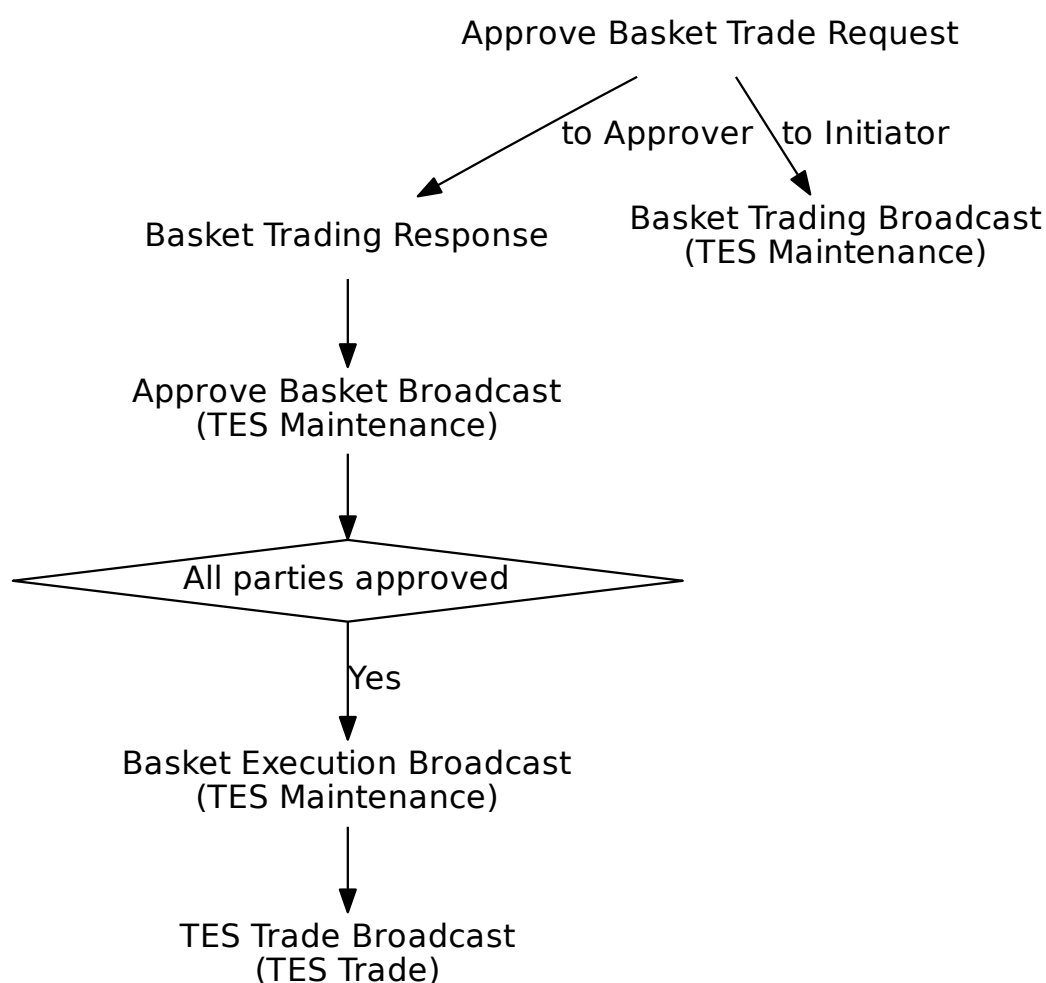 Approve Basket Trade Request
to Approver
to Initiator
Basket Trading Response
Basket Trading Broadcast
(TES Maintenance)
Approve Basket Broadcast
(TES Maintenance)
All parties approved
Yes
Basket Execution Broadcast
(TES Maintenance)
TES Trade Broadcast
(TES Trade)